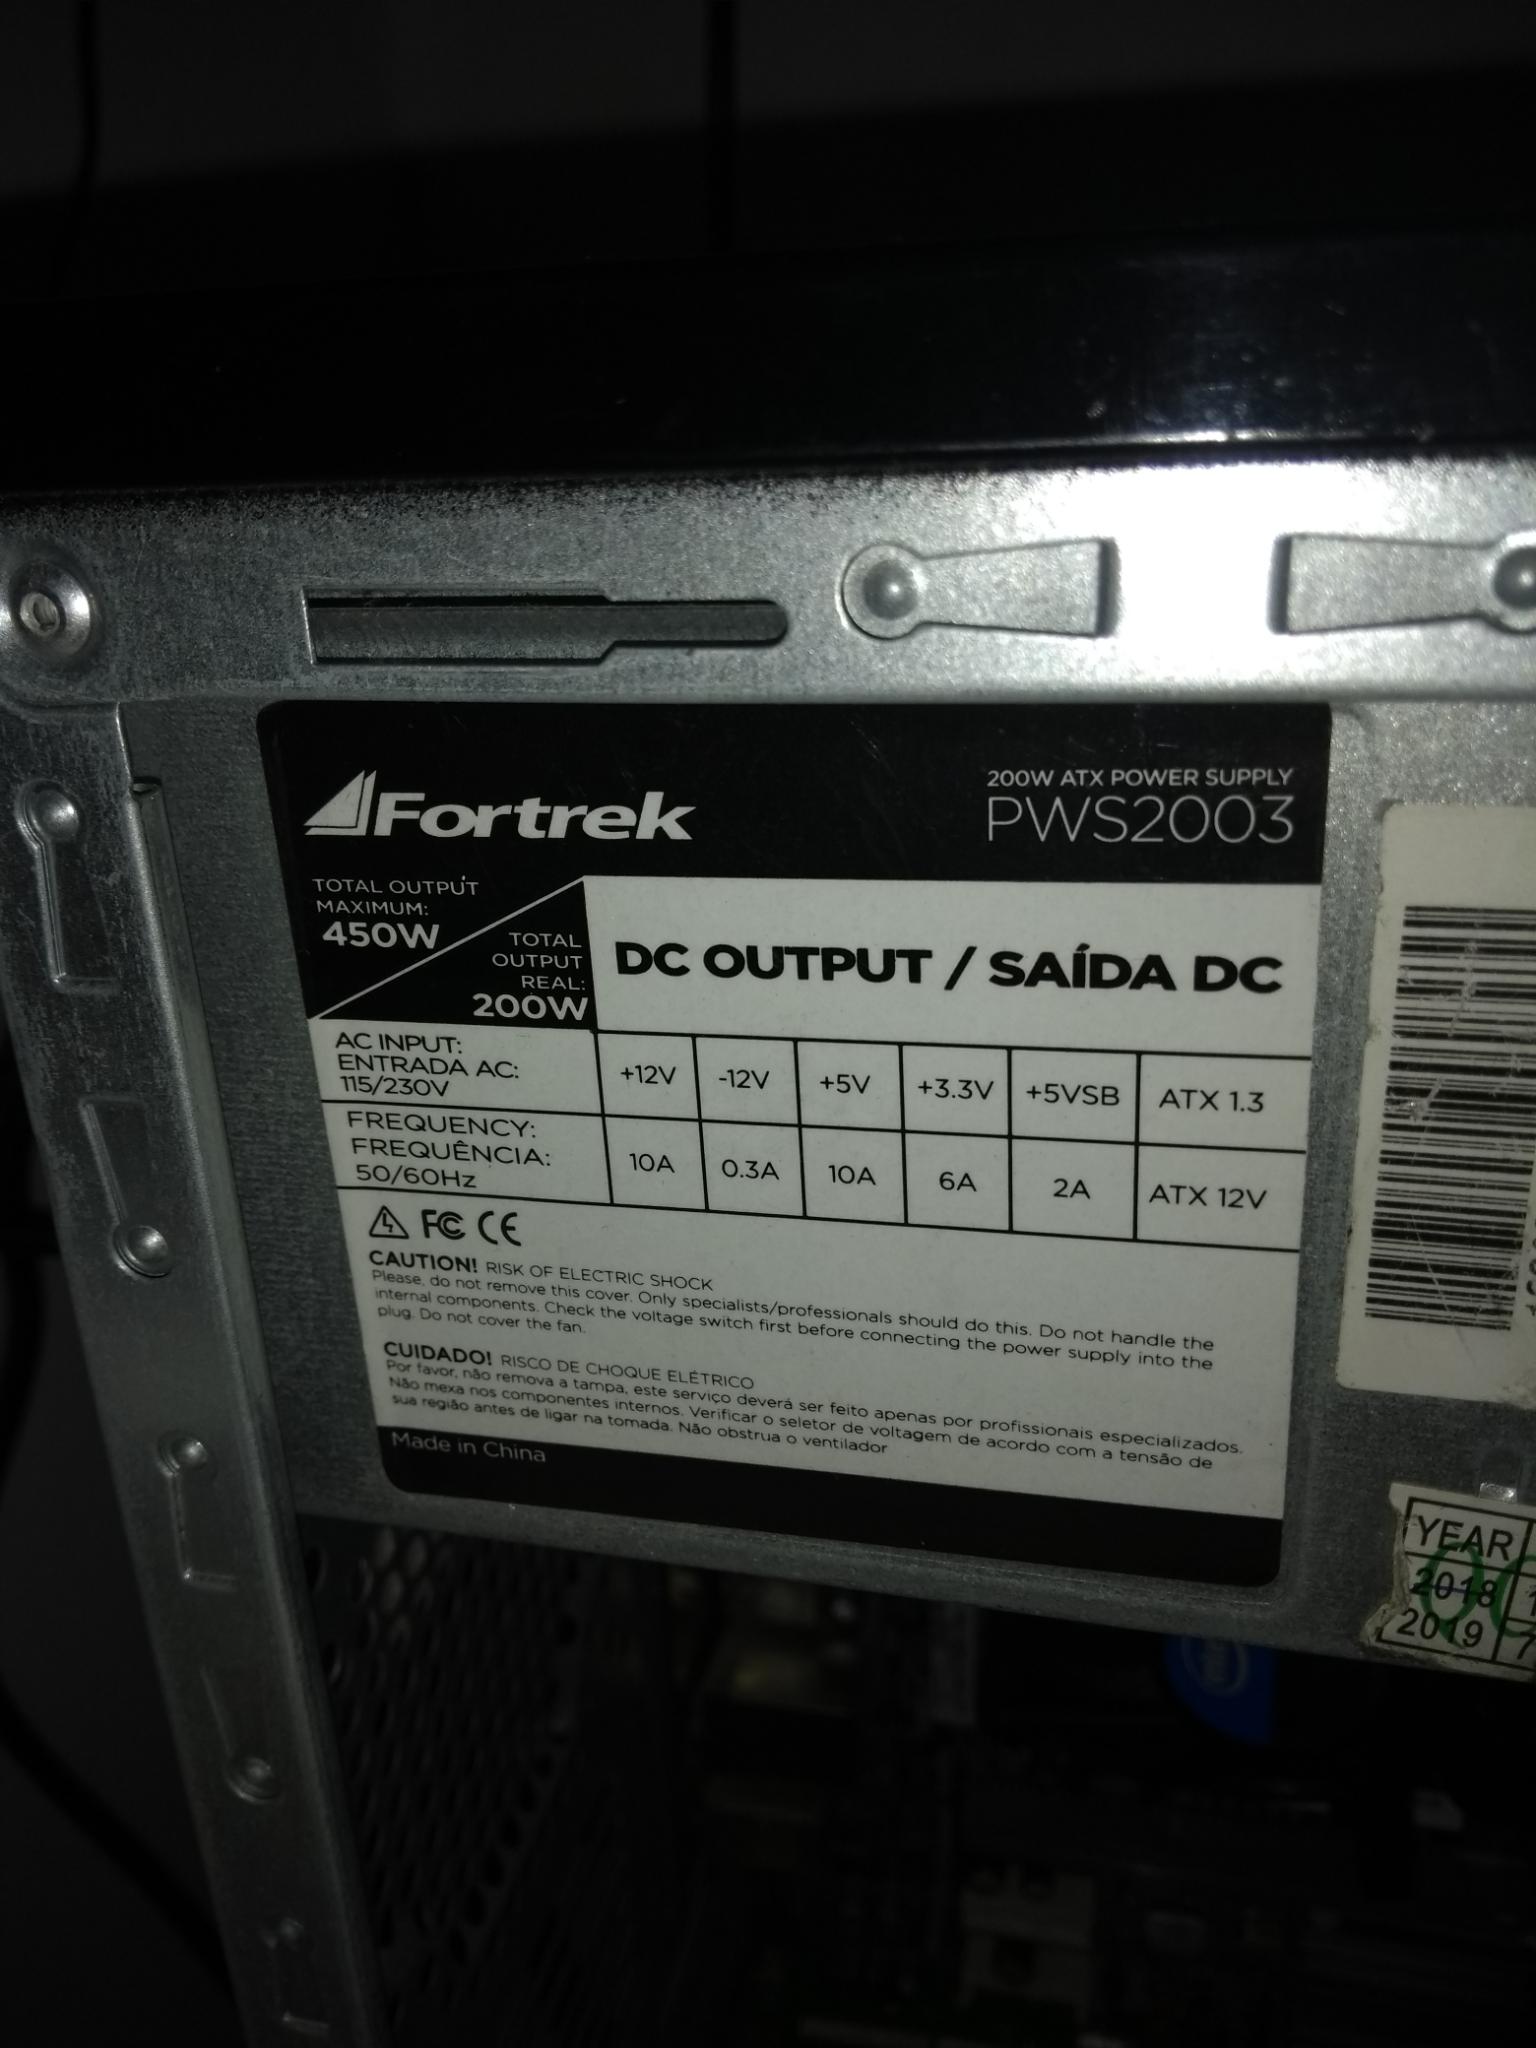 Fortrek
200W ATX POWER SUPPLY
PWS2003
TOTAL OUTPUT
MAXIMUM:
450W
TOTAL
OUTPUT
REAL:
200W
DC OUTPUT / SAÍDA DC
AC INPUT:
ENTRADA AC:
115/230V
+12V -12V +5V +3.3V +5VSB ATX 1.3
FREQUENCY:
FREQUÊNCIA:
50/60Hz
10A 0.3A 10A 6A 2A ATX 12V
FC CE
CAUTION! RISK OF ELECTRIC SHOCK
Please, do not remove this cover. Only specialists/professionals should do this. Do not handle the
internal components. Check the voltage switch first before connecting the power supply into the
plug. Do not cover the fan.
CUIDADO! RISCO DE CHOQUE ELÉTRICO
Por favor, não remova a tampa, este serviço deverá ser feito apenas por profissionais especializados.
Não mexa nos componentes internos. Verificar o seletor de voltagem de acordo com a tensão de
sua região antes de ligar na tomada. Não obstrua o ventilador
Made in China
YEAR
2018 1
2019 7
intel